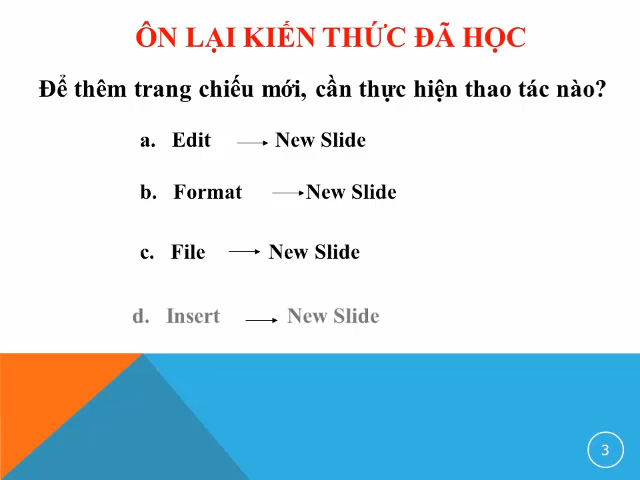 ÔN LẠI KIẾN THỨC ĐÃ HỌC
Để thêm trang chiếu mới, cần thực hiện thao tác nào?
a. Edit → New Slide
b. Format → New Slide
c. File → New Slide
d. Insert → New Slide
3